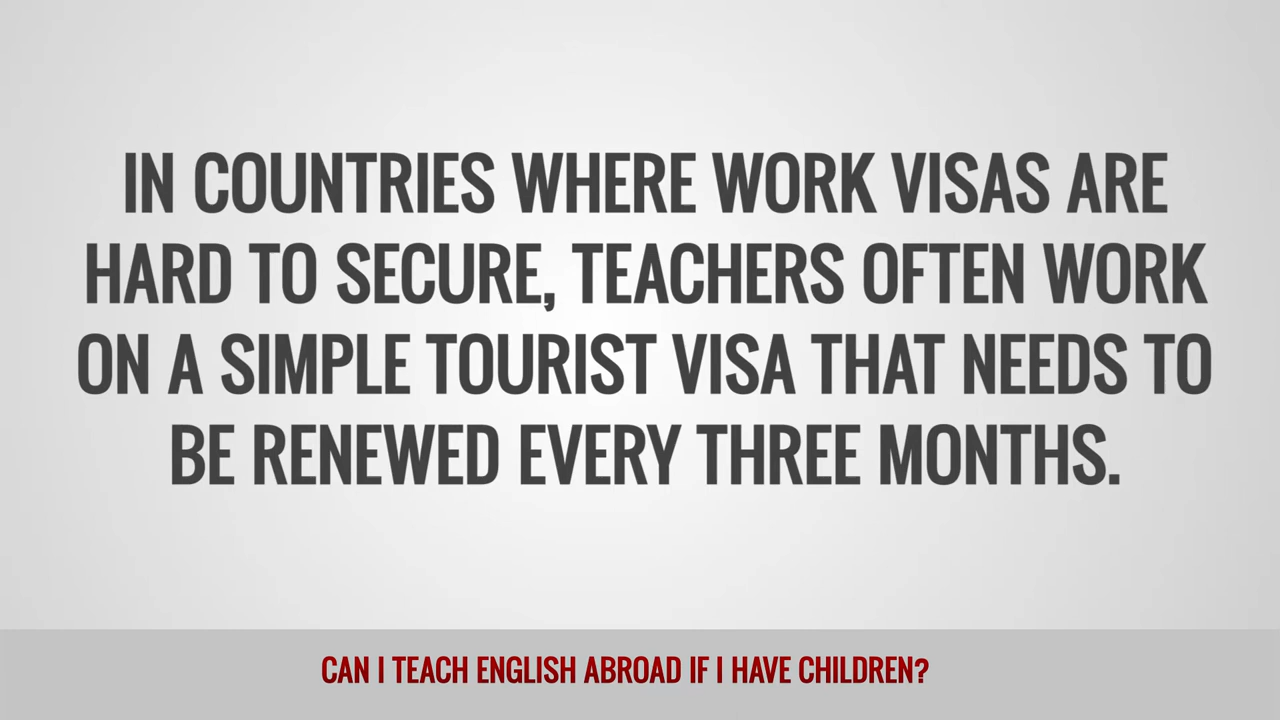 IN COUNTRIES WHERE WORK VISAS ARE
HARD TO SECURE, TEACHERS OFTEN WORK
ON A SIMPLE TOURIST VISA THAT NEEDS TO
BE RENEWED EVERY THREE MONTHS.
CAN I TEACH ENGLISH ABROAD IF I HAVE CHILDREN?